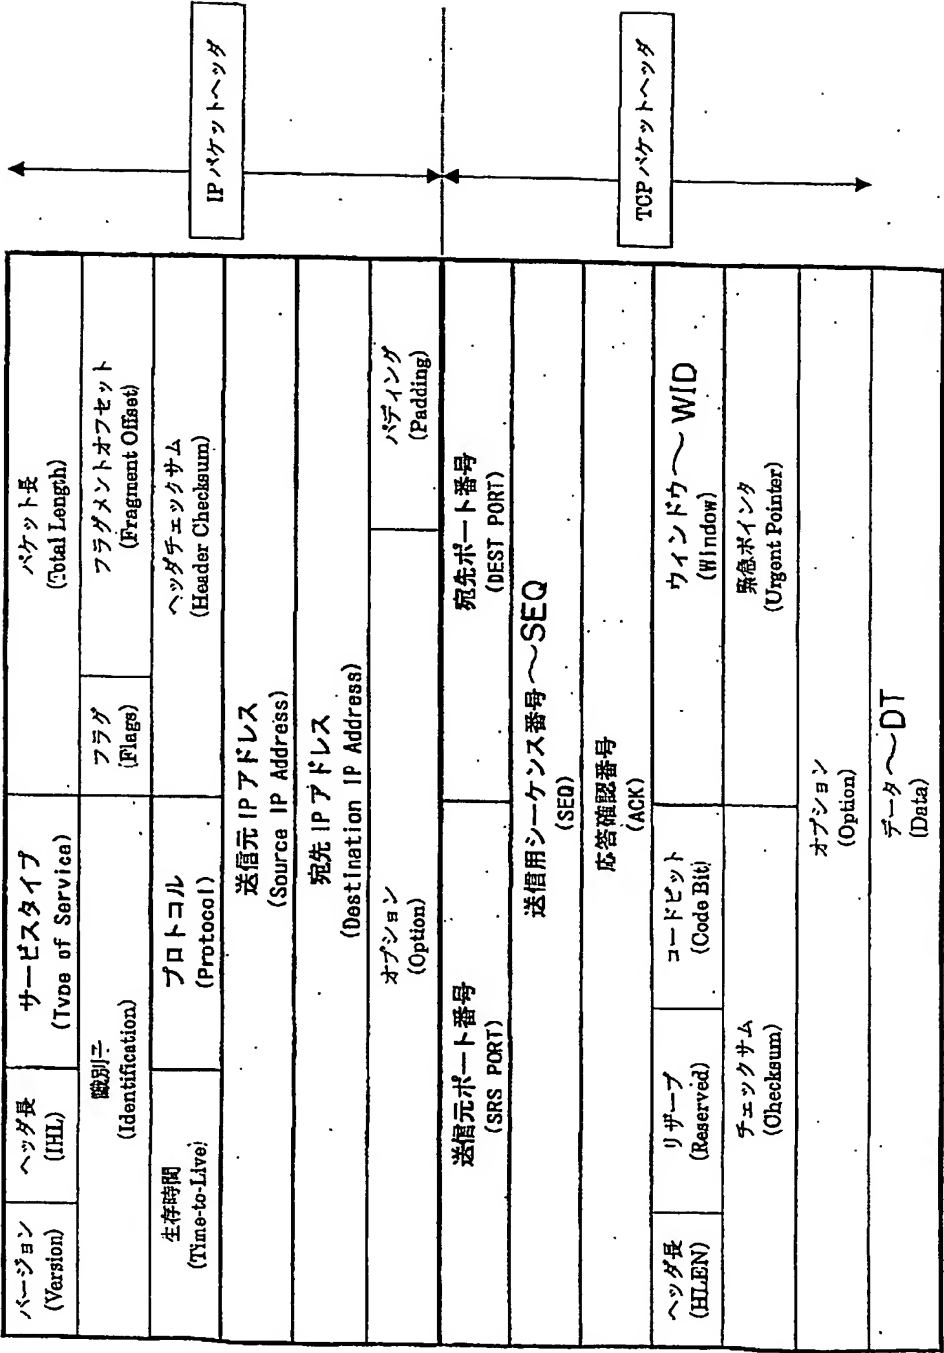 バージョン
(Version)
ヘッダ長
(IHL)
サービスタイプ
(Type of Service)
パケット長
(Total Length)
識別子
(Identification)
フラグ
(Flags)
フラグメントオフセット
(Fragment Offset)
生存時間
(Time-to-Live)
プロトコル
(Protocol)
ヘッダチェックサム
(Header Checksum)
送信元 IP アドレス
(Source IP Address)
宛先 IP アドレス
(Destination IP Address)
オプション
(Option)
パディング
(Padding)
IP パケットヘッダ
送信元ポート番号
(SRS PORT)
宛先ポート番号
(DEST PORT)
送信用シーケンス番号〜SEQ
(SEQ)
応答確認番号
(ACK)
ヘッダ長
(HLEN)
リザーブ
(Reserved)
コードビット
(Code Bit)
ウィンドウ〜WID
(Window)
チェックサム
(Checksum)
緊急ポインタ
(Urgent Pointer)
オプション
(Option)
TCP パケットヘッダ
データ〜DT
(Data)